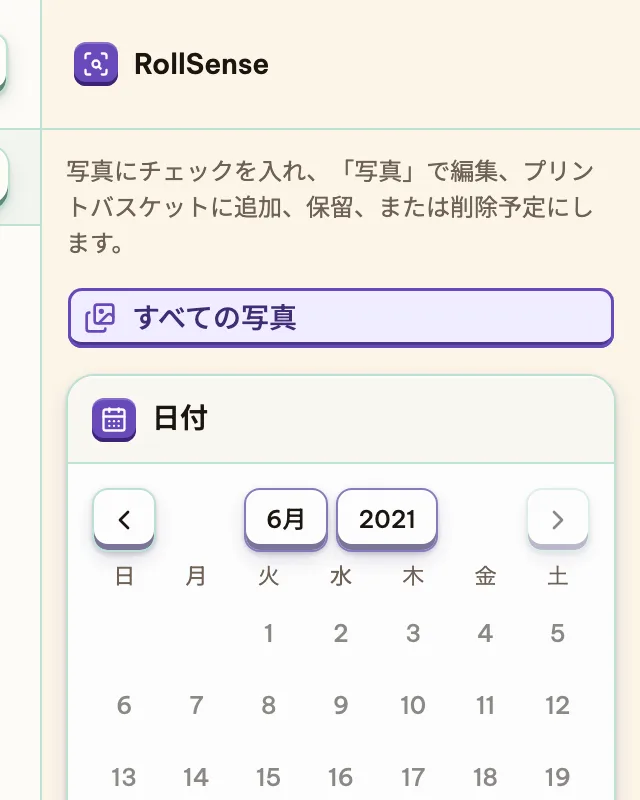 RollSense
写真にチェックを入れ、「写真」で編集、プリン
トバスケットに追加、保留、または削除予定にし
ます。
すべての写真
日付
6月 2021
日 月 火 水 木 金 土
1 2 3 4 5
6 7 8 9 10 11 12
13 14 15 16 17 18 19